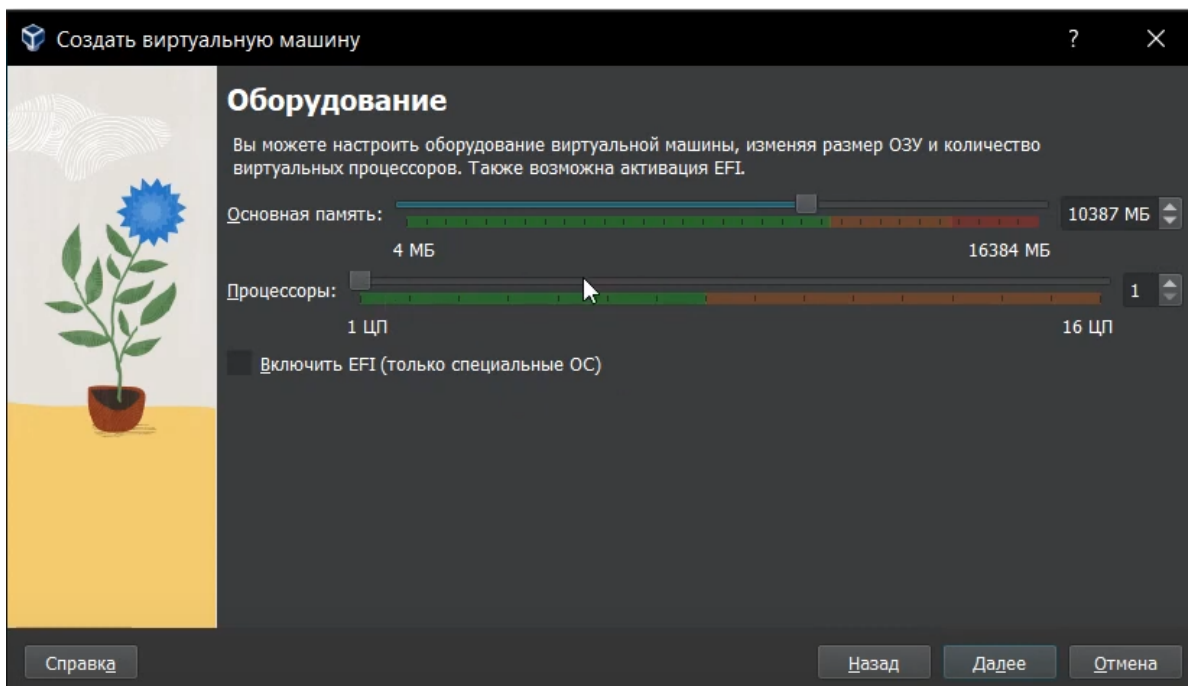 Создать виртуальную машину
?
Оборудование
Вы можете настроить оборудование виртуальной машины, изменяя размер ОЗУ и количество
виртуальных процессоров. Также возможна активация EFI.
Основная память:
10387 МБ
4 МБ
16384 МБ
Процессоры:
1
1 ЦП
16 ЦП
Включить EFI (только специальные ОС)
Справка
Назад
Далее
Отмена